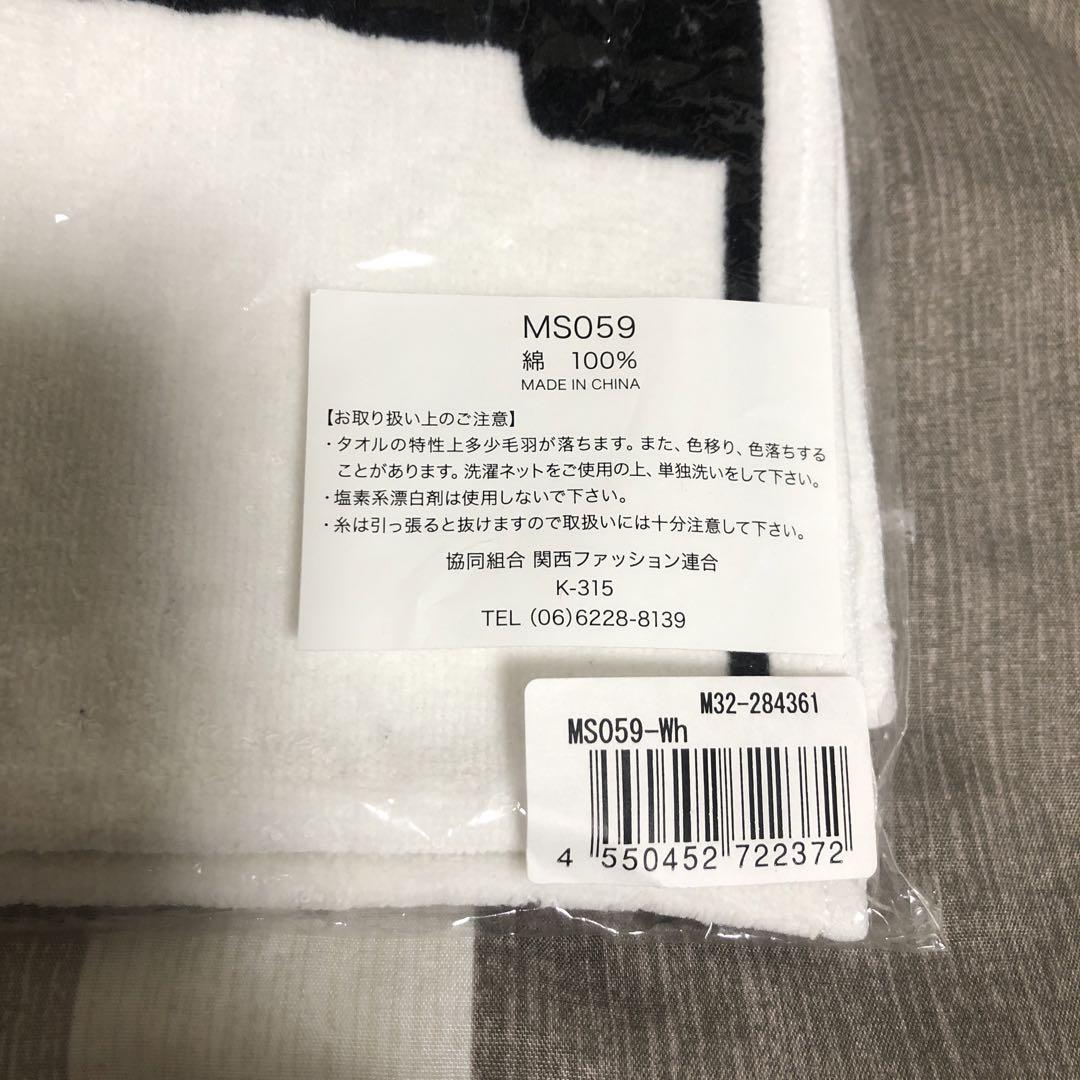 MS059
綿　100%
MADE IN CHINA
【お取り扱い上のご注意】
・タオルの特性上多少毛羽が落ちます。また、色移り、色落ちする
ことがあります。洗濯ネットをご使用の上、単独洗いをして下さい。
・塩素系漂白剤は使用しないで下さい。
・糸は引っ張ると抜けますので取扱いには十分注意して下さい。
協同組合 関西ファッション連合
K-315
TEL (06)6228-8139
M32-284361
MS059-Wh
4 550452 722372